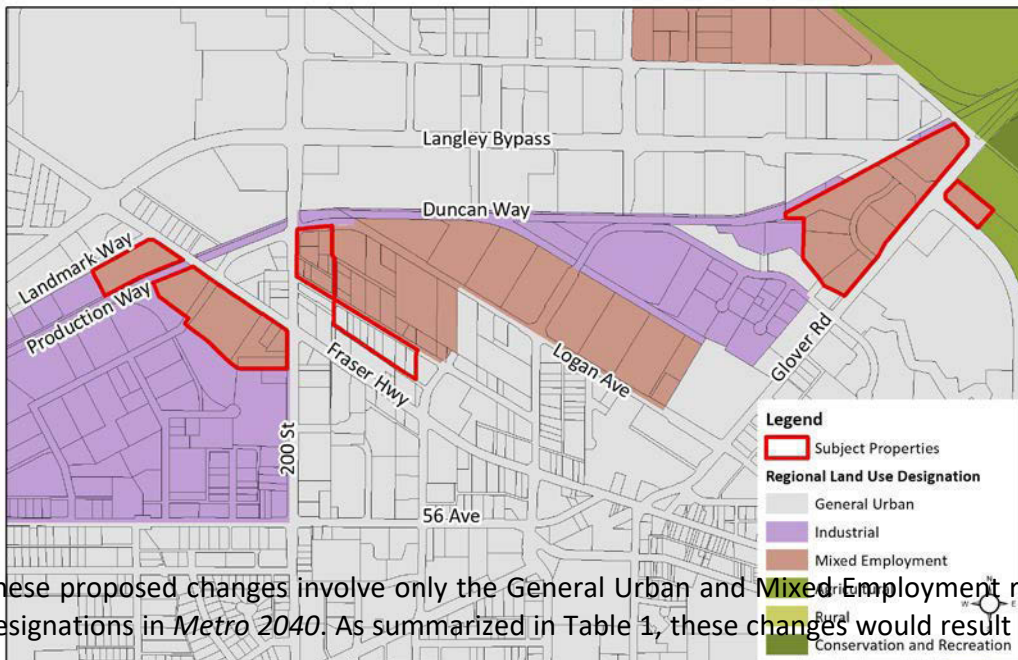 Langley Bypass
Duncan Way
Landmark Way
Production Way
Fraser Hwy
Logan Ave
Glover Rd
200 St
56 Ave
Legend
Subject Properties
Regional Land Use Designation
General Urban
Industrial
Mixed Employment
Agricultural
Rural
Conservation and Recreation
N
W E
S
hese proposed changes involve only the General Urban and Mixed Employment
esignations in Metro 2040. As summarized in Table 1, these changes would result